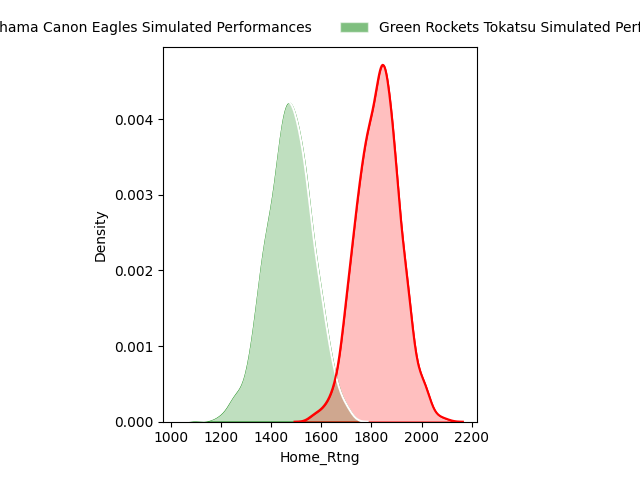 hama Canon Eagles Simulated Performances Green Rockets Tokatsu Simulated Perf
0.004
0.003
0.002
0.001
0.000
Density
1000 1200 1400 1600 1800 2000 2200
Home_Rtng